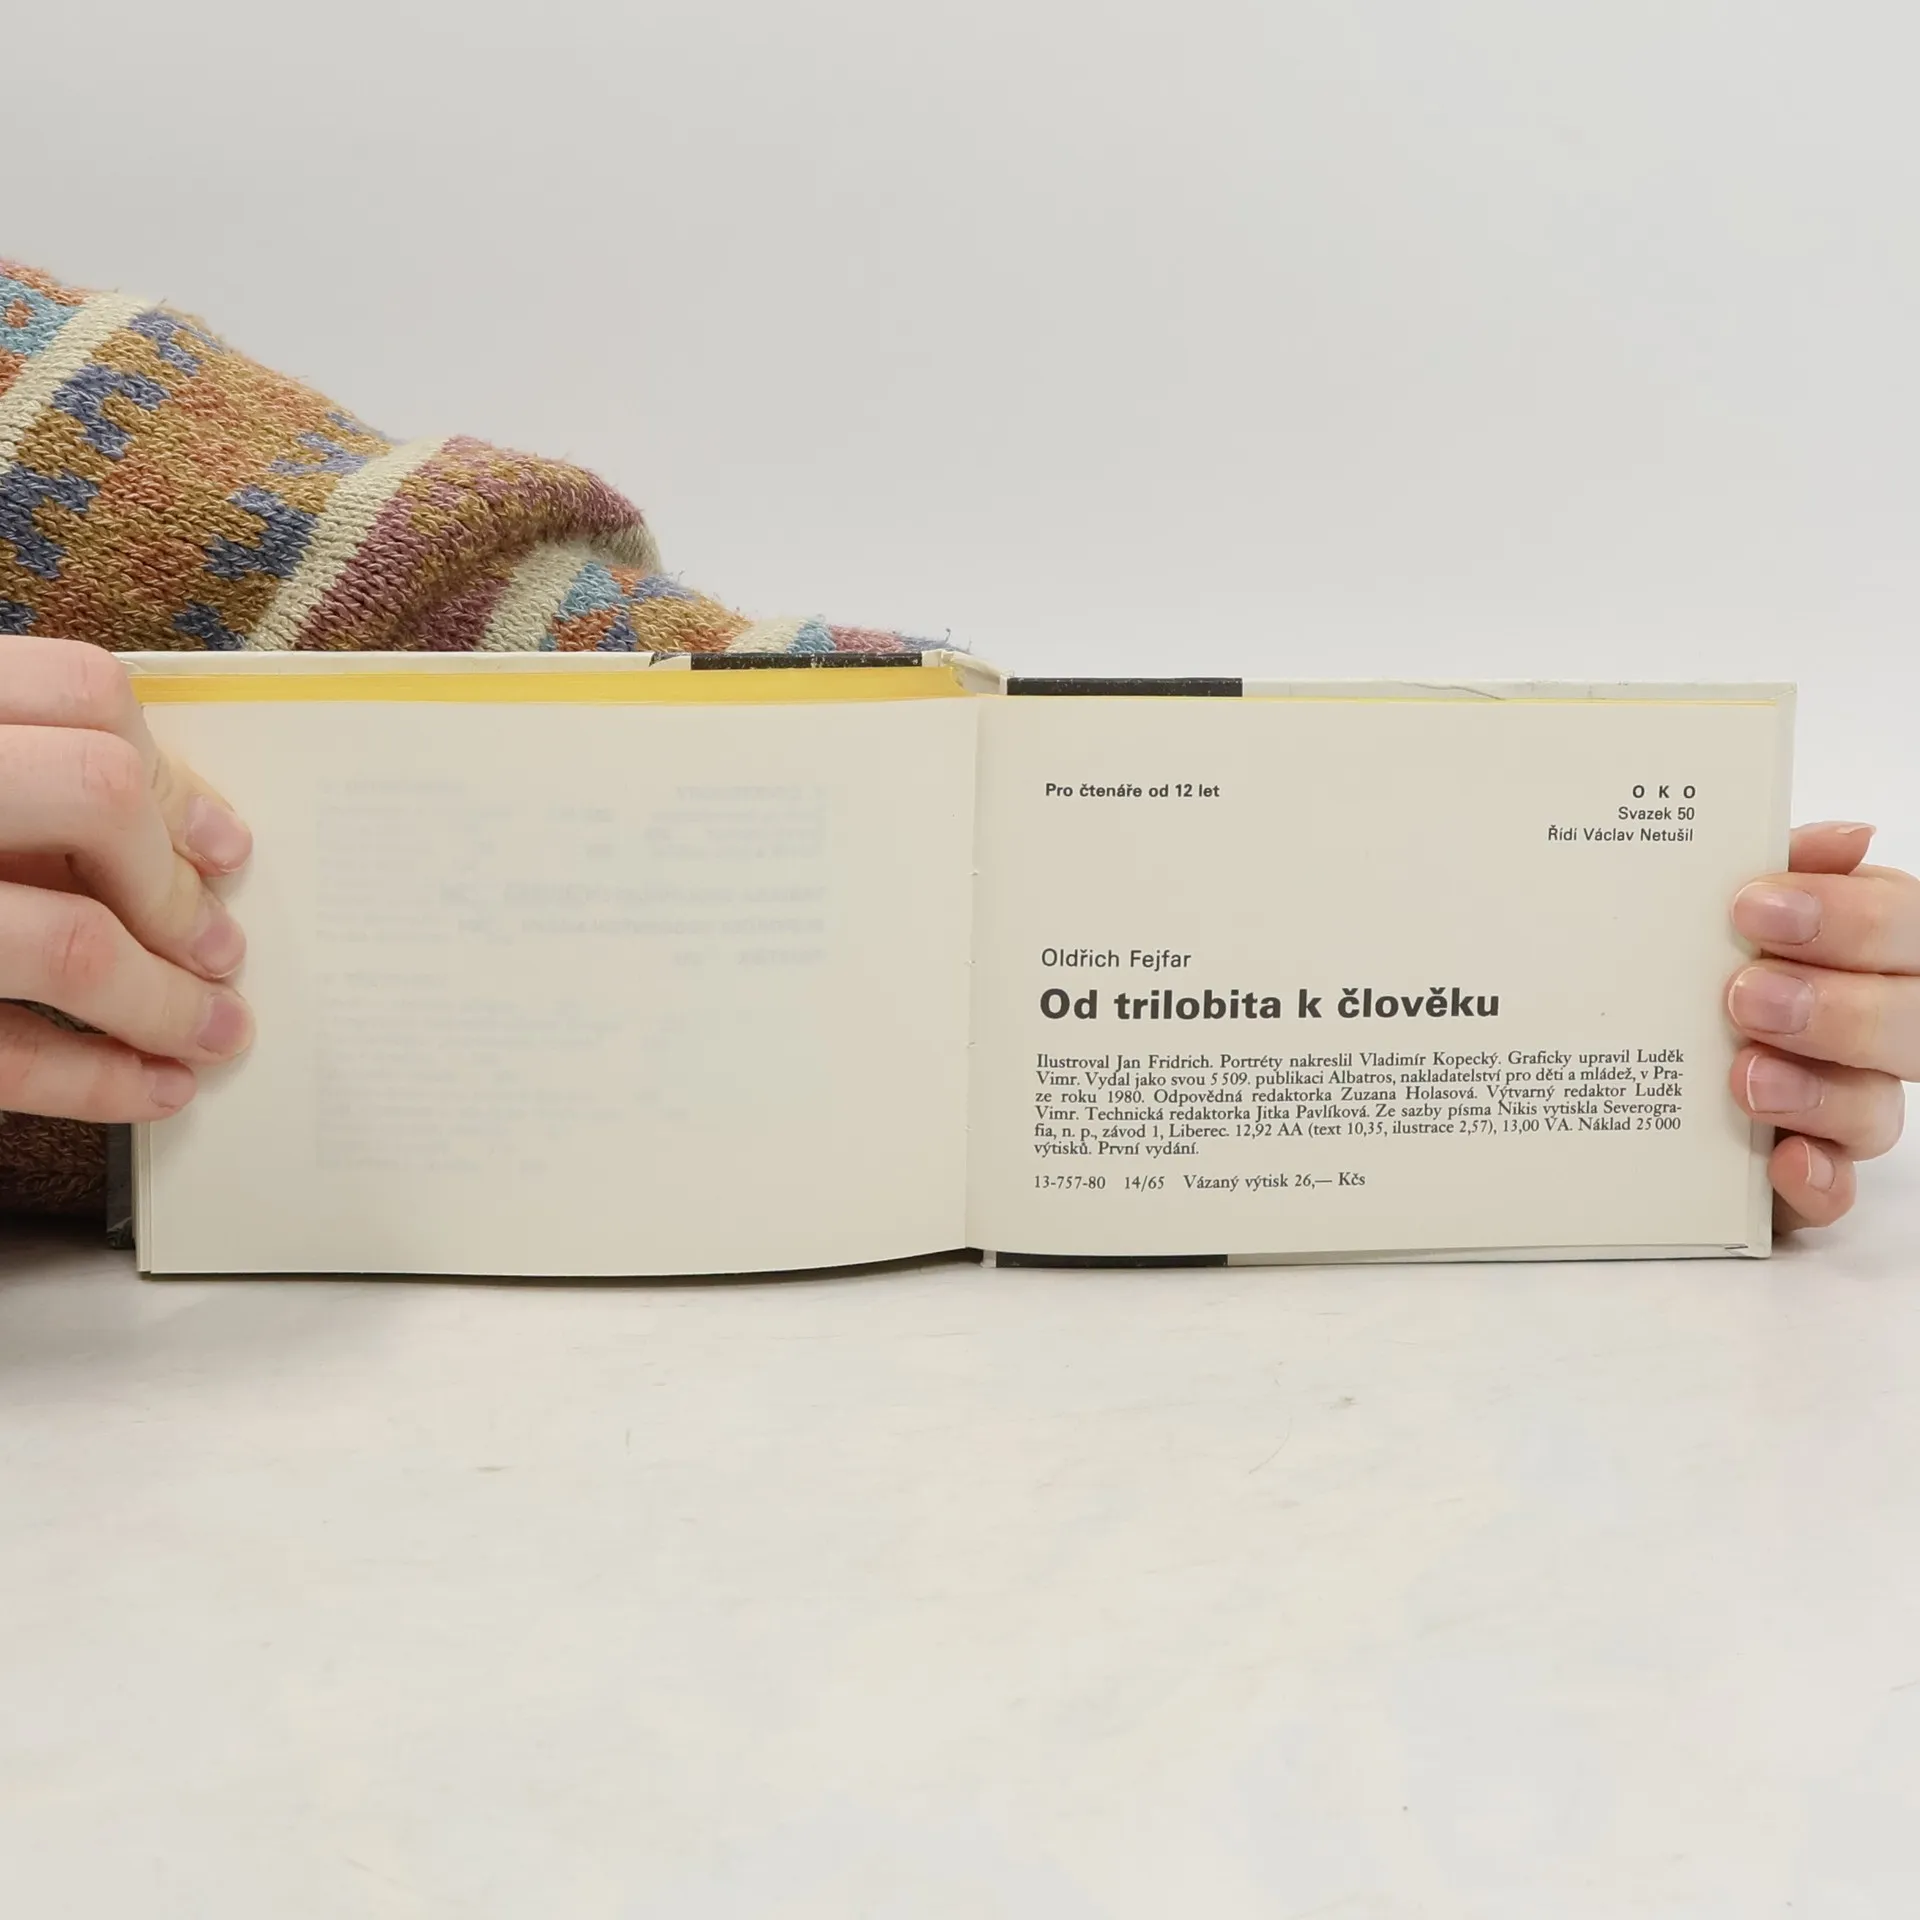 Pro čtenáře od 12 let
O K O
Svazek 50
Řídí Václav Netušil
Oldřich Fejfar
Od trilobita k člověku
Ilustroval Jan Fridrich. Portréty nakreslil Vladimír Kopecký. Graficky upravil Luděk
Vimr. Vydal jako svou 5 509. publikaci Albatros, nakladatelství pro děti a mládež, v Pra-
ze roku 1980. Odpovědná redaktorka Zuzana Holasová. Výtvarný redaktor Luděk
Vimr. Technická redaktorka Jitka Pavlíková. Ze sazby písma Nikis vytiskla Severogra-
fia, n. p., závod 1, Liberec. 12,92 AA (text 10,35, ilustrace 2,57), 13,00 VA. Náklad 25 000
výtisků. První vydání.
13-757-80 14/65 Vázaný výtisk 26,— Kčs